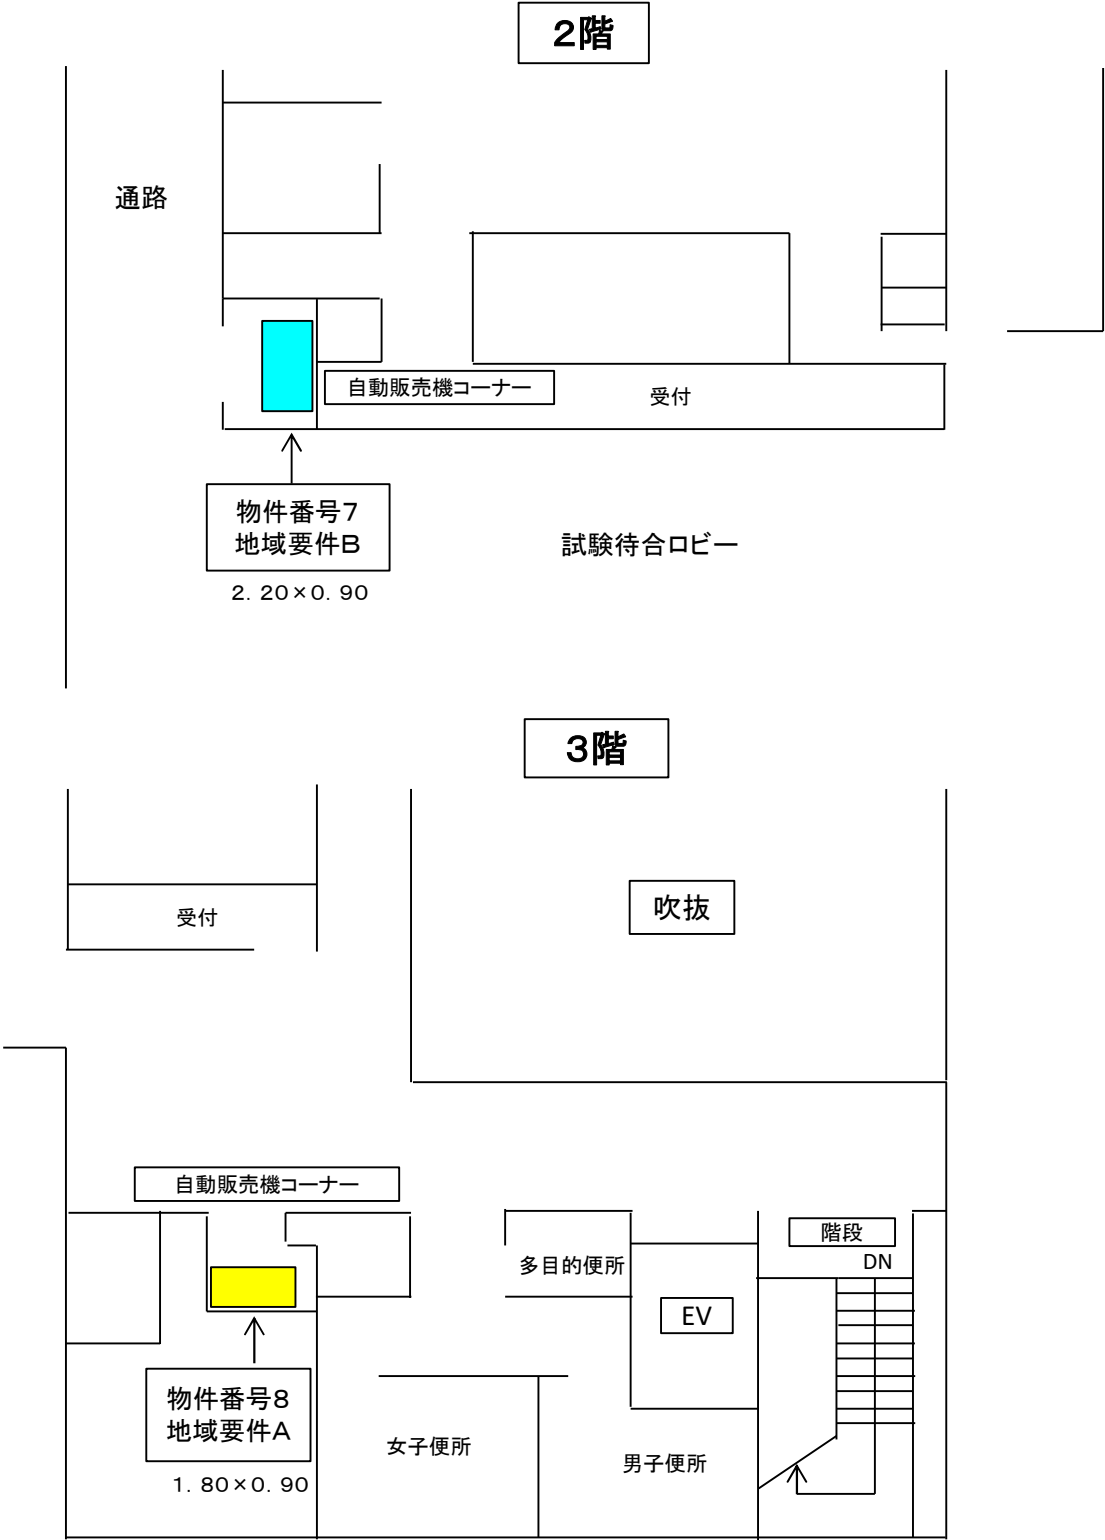 2階
通路
自動販売機コーナー
受付
物件番号7
地域要件B
試験待合ロビー
2. 20×0. 90
3階
吹抜
受付
自動販売機コーナー
階段
DN
多目的便所
EV
物件番号8
地域要件A
女子便所
男子便所
1. 80×0. 90